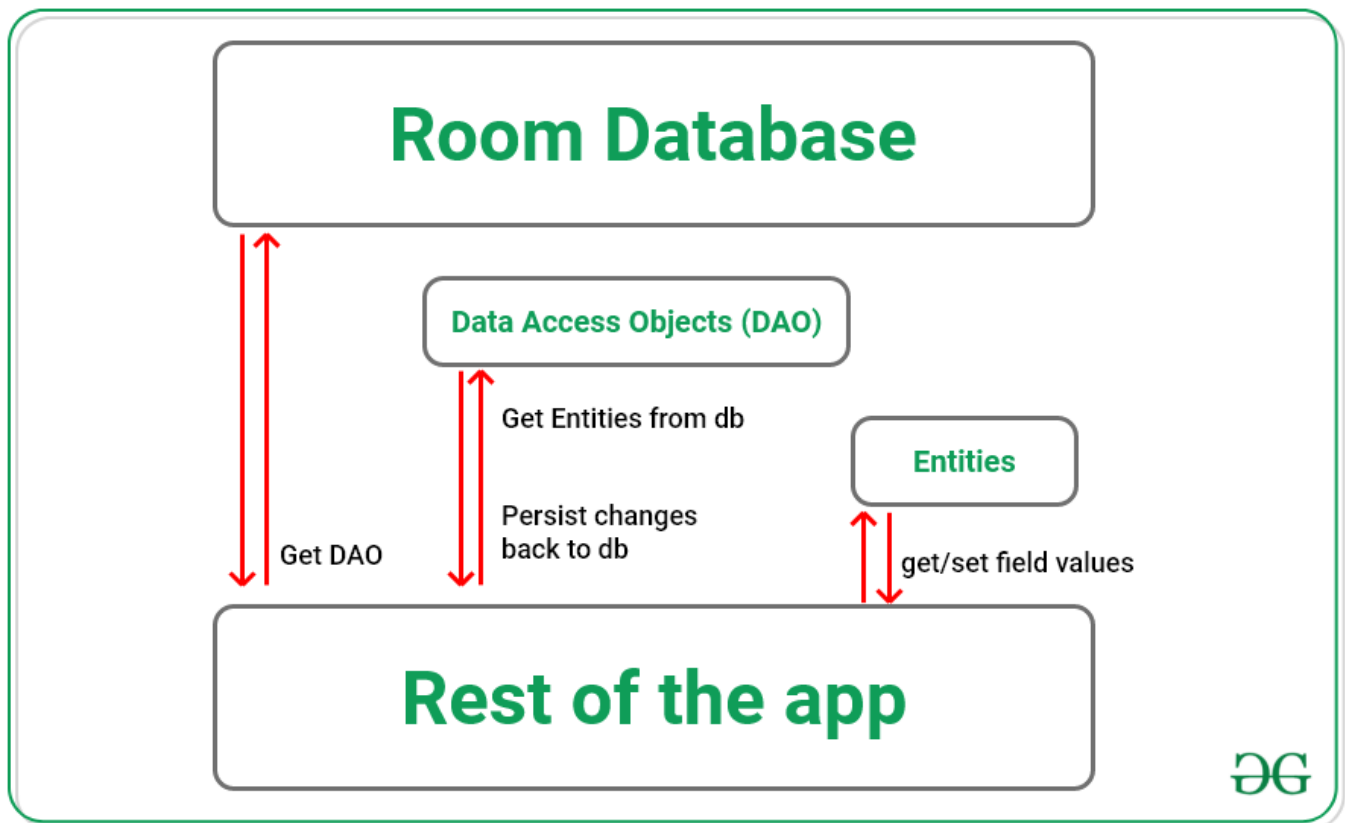 Room Database
Data Access Objects (DAO)
Get Entities from db
Entities
Persist changes
back to db
Get DAO
get/set field values
Rest of the app